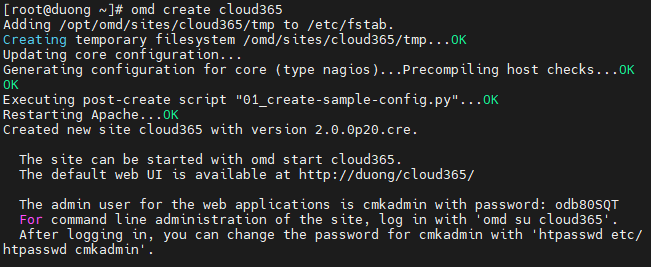 [root@duong ~]# omd create cloud365
Adding /opt/omd/sites/cloud365/tmp to /etc/fstab.
Creating temporary filesystem /omd/sites/cloud365/tmp...OK
Updating core configuration...
Generating configuration for core (type nagios)...Precompiling host checks...OK
OK
Executing post-create script "01_create-sample-config.py"...OK
Restarting Apache...OK
Created new site cloud365 with version 2.0.0p20.cre.

  The site can be started with omd start cloud365.
  The default web UI is available at http://duong/cloud365/

  The admin user for the web applications is cmkadmin with password: odb80SQT
  For command line administration of the site, log in with 'omd su cloud365'.
  After logging in, you can change the password for cmkadmin with 'htpasswd etc/
htpasswd cmkadmin'.